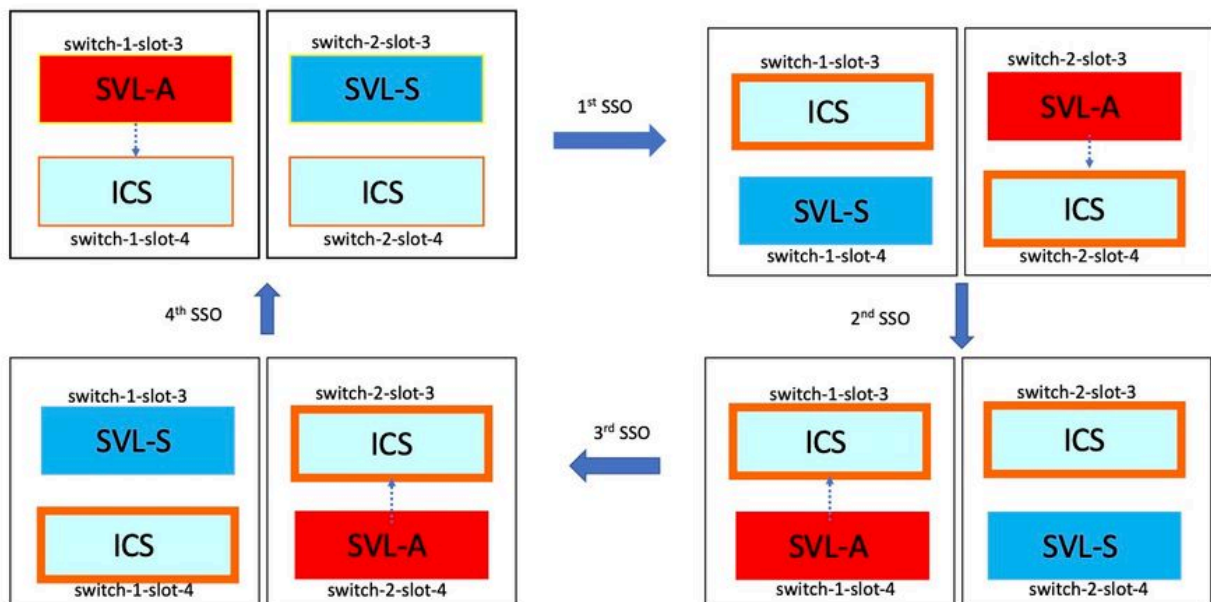 switch-1-slot-3
SVL-A
ICS
switch-1-slot-4
switch-2-slot-3
SVL-S
ICS
switch-2-slot-4
1st SSO
switch-1-slot-3
ICS
SVL-S
switch-1-slot-4
switch-2-slot-3
SVL-A
ICS
switch-2-slot-4
4th SSO
2nd SSO
switch-1-slot-3
SVL-S
ICS
switch-1-slot-4
switch-2-slot-3
ICS
SVL-A
switch-2-slot-4
3rd SSO
switch-1-slot-3
ICS
SVL-A
switch-1-slot-4
switch-2-slot-3
ICS
SVL-S
switch-2-slot-4